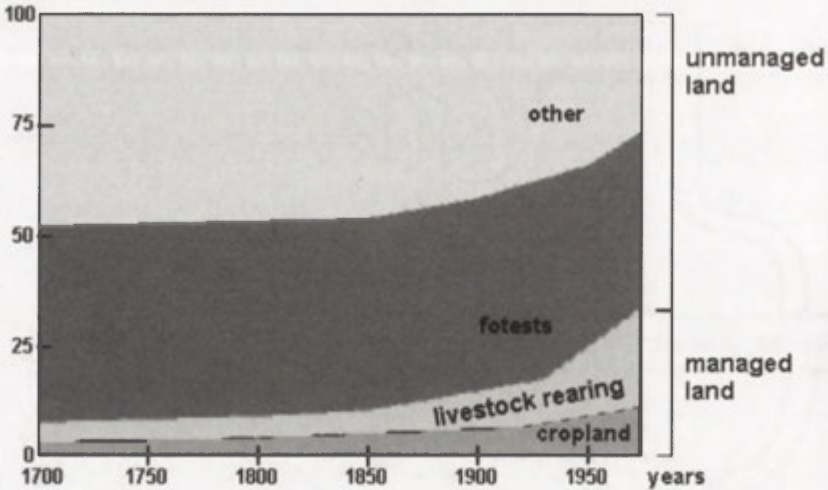 100
unmanaged
land
other
75
50
fotests
25
managed
land
livestock rearing
cropland
0
1700 1750 1800 1850 1900 1950 years